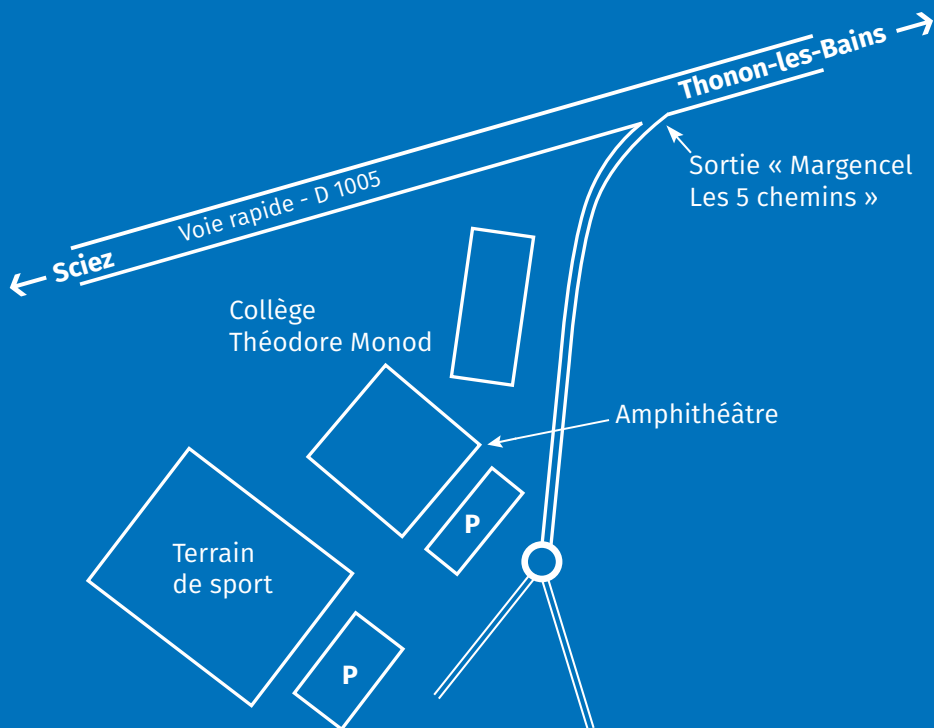 Thonon-les-Bains
Sortie « Margencel
Les 5 chemins »
Voie rapide - D 1005
Sciez
Collège
Théodore Monod
Amphithéâtre
P
Terrain
de sport
P